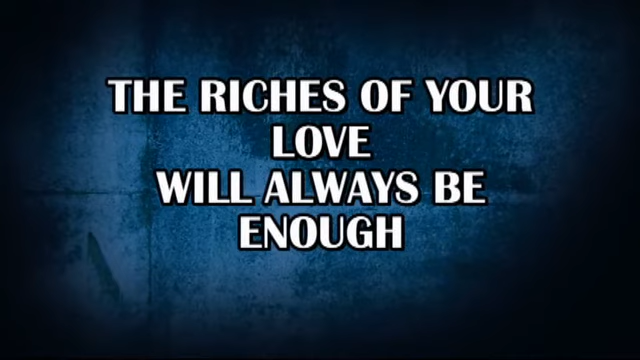 THE RICHES OF YOUR
LOVE
WILL ALWAYS BE
ENOUGH